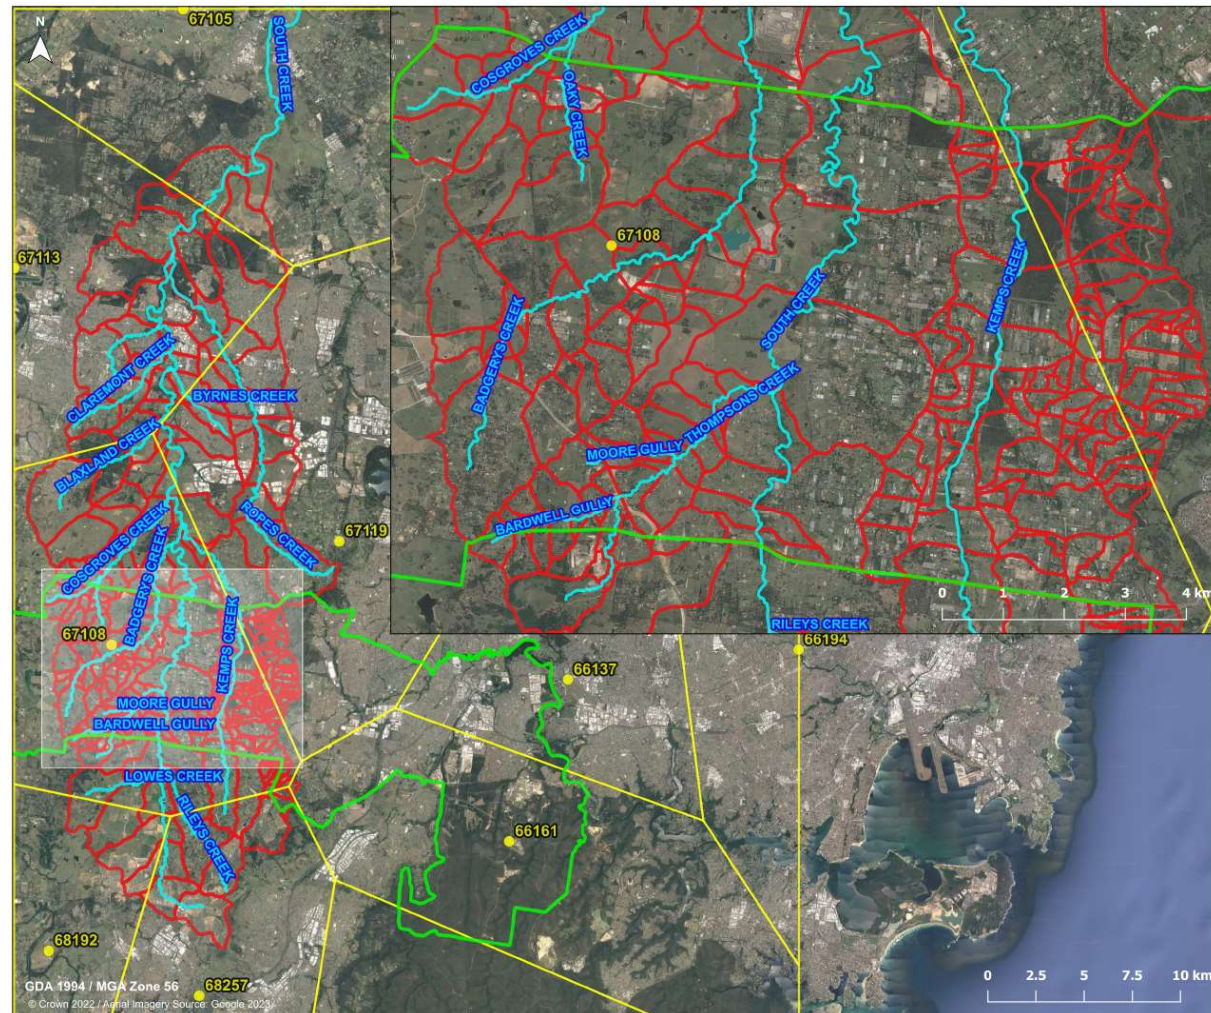 N
67105
SOUTH CREEK
67113
CLAREMONT CREEK
BYRNES CREEK
BLAXLAND CREEK
ROPES CREEK
67119
COSGROVES CREEK
BADGERYS CREEK
67108
KEMPS CREEK
MOORE GULLY
BARDWELL GULLY
LOWES CREEK
RILEYS CREEK
68192
68257
GDA 1994 / MGA Zone 56
© Crown 2022 / Aerial Imagery Source: Google 2023
COSGROVES CREEK
OAKY CREEK
67108
BADGERYS CREEK
SOUTH CREEK
KEMPS CREEK
MOORE GULLY
THOMPSONS CREEK
BARDWELL GULLY
RILEYS CREEK
0 1 2 3 4 km
66194
66137
66161
0 2.5 5 7.5 10 km